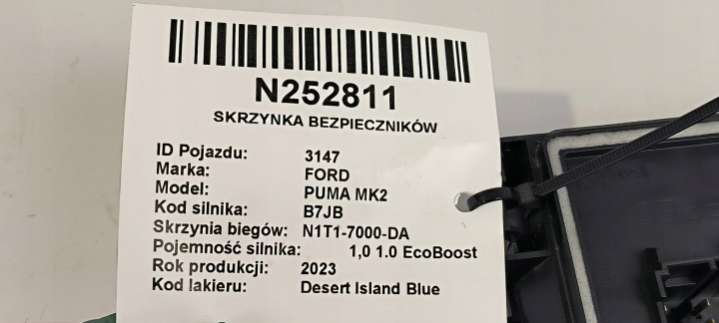 N252811
SKRZYNKA BEZPIECZNIKÓW
ID Pojazdu: 3147
Marka: FORD
Model: PUMA MK2
Kod silnika: B7JB
Skrzynia biegów: N1T1-7000-DA
Pojemność silnika: 1,0 1.0 EcoBoost
Rok produkcji: 2023
Kod lakieru: Desert Island Blue